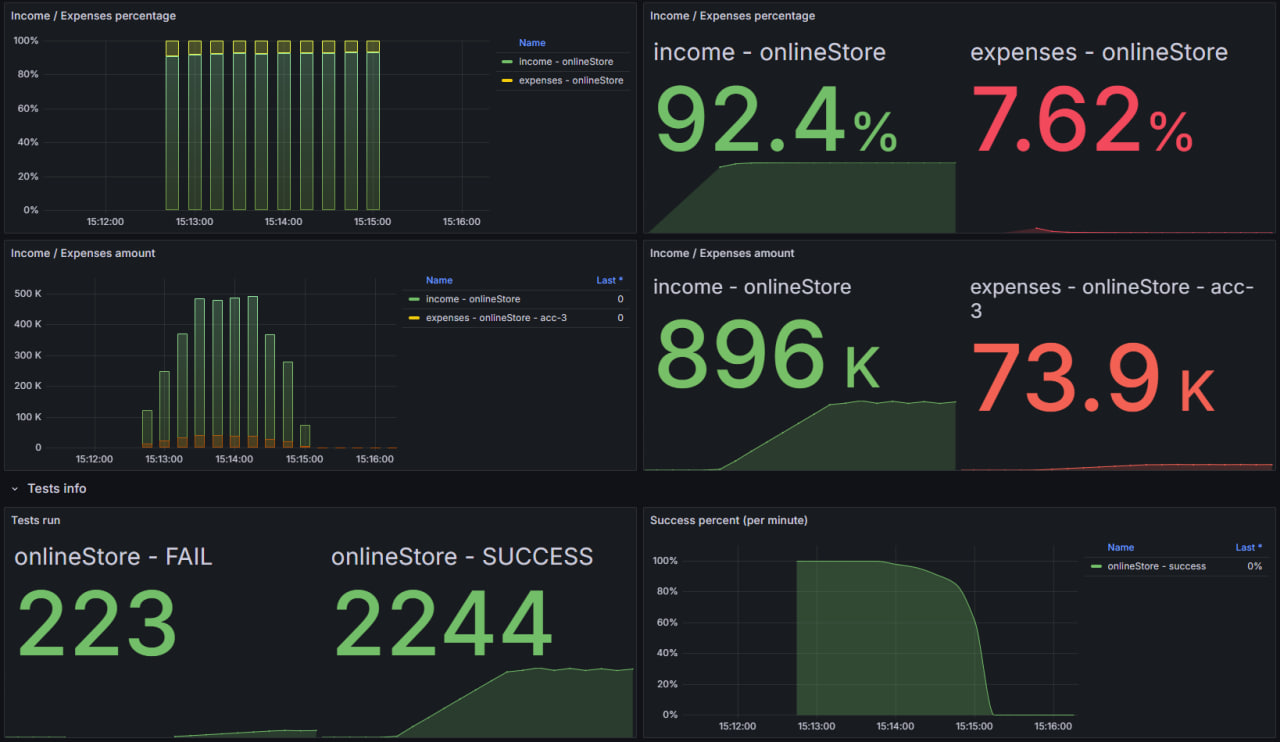 Income / Expenses percentage
100%
80%
60%
40%
20%
0%
15:12:00 15:13:00 15:14:00 15:15:00 15:16:00
Name
income - onlineStore
expenses - onlineStore
Income / Expenses percentage
income - onlineStore
92.4%
expenses - onlineStore
7.62%
Income / Expenses amount
500 K
400 K
300 K
200 K
100 K
0
15:12:00 15:13:00 15:14:00 15:15:00 15:16:00
Name Last *
income - onlineStore 0
expenses - onlineStore - acc-3 0
Income / Expenses amount
income - onlineStore
896 K
expenses - onlineStore - acc-
3
73.9 K
Tests info
Tests run
onlineStore - FAIL
223
onlineStore - SUCCESS
2244
Success percent (per minute)
100%
80%
60%
40%
20%
0%
15:12:00 15:13:00 15:14:00 15:15:00 15:16:00
Name Last *
onlineStore - success 0%